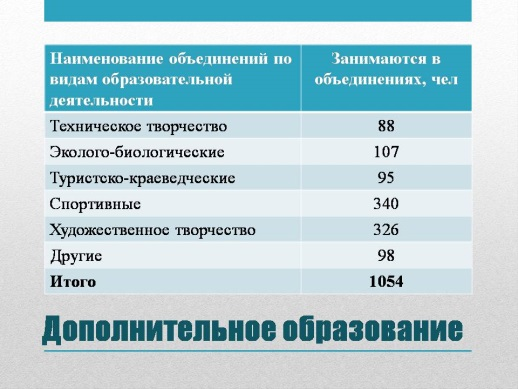 Наименование объединений по
видам образовательной
деятельности
Занимаются в
объединениях, чел
Техническое творчество 88
Эколого-биологические 107
Туристско-краеведческие 95
Спортивные 340
Художественное творчество 326
Другие 98
Итого 1054
Дополнительное образование